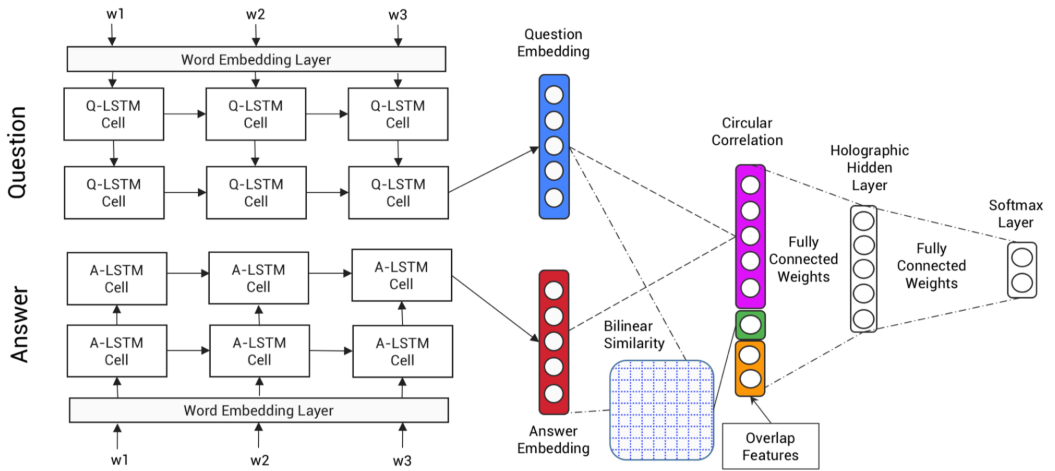 w1 w2 w3
Word Embedding Layer
Question
Q-LSTM Cell
Q-LSTM Cell
Q-LSTM Cell
Q-LSTM Cell
Q-LSTM Cell
Q-LSTM Cell
Answer
A-LSTM Cell
A-LSTM Cell
A-LSTM Cell
A-LSTM Cell
A-LSTM Cell
A-LSTM Cell
Word Embedding Layer
w1 w2 w3
Question
Embedding
Answer
Embedding
Bilinear
Similarity
Circular
Correlation
Fully
Connected
Weights
Overlap
Features
Holographic
Hidden
Layer
Fully
Connected
Weights
Softmax
Layer